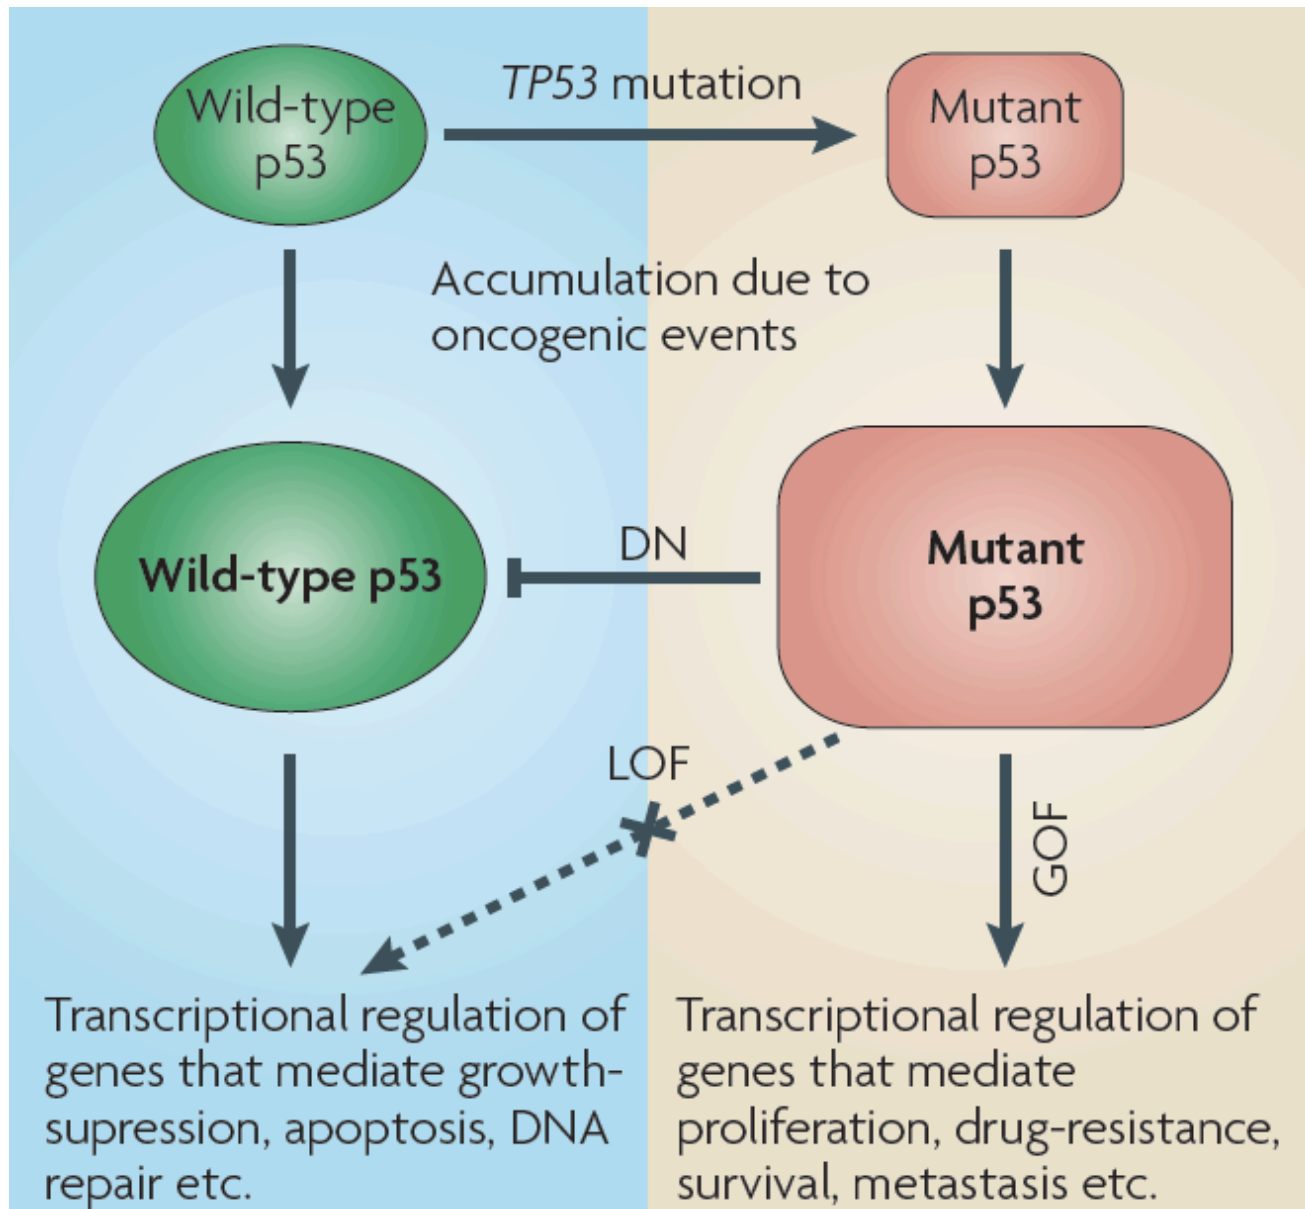 Wild-type
p53
TP53 mutation
Mutant
p53
Accumulation due to
oncogenic events
Wild-type p53
DN
Mutant
p53
LOF
GOF
Transcriptional regulation of
genes that mediate growth-
supression, apoptosis, DNA
repair etc.
Transcriptional regulation of
genes that mediate
proliferation, drug-resistance,
survival, metastasis etc.